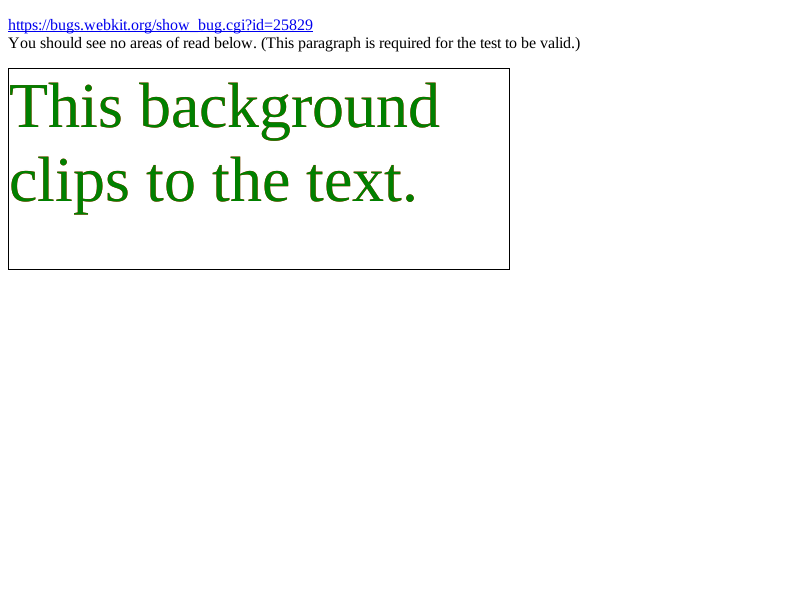 https://bugs.webkit.org/show_bug.cgi?id=25829
You should see no areas of read below. (This paragraph is required for the test to be valid.)
This background
clips to the text.